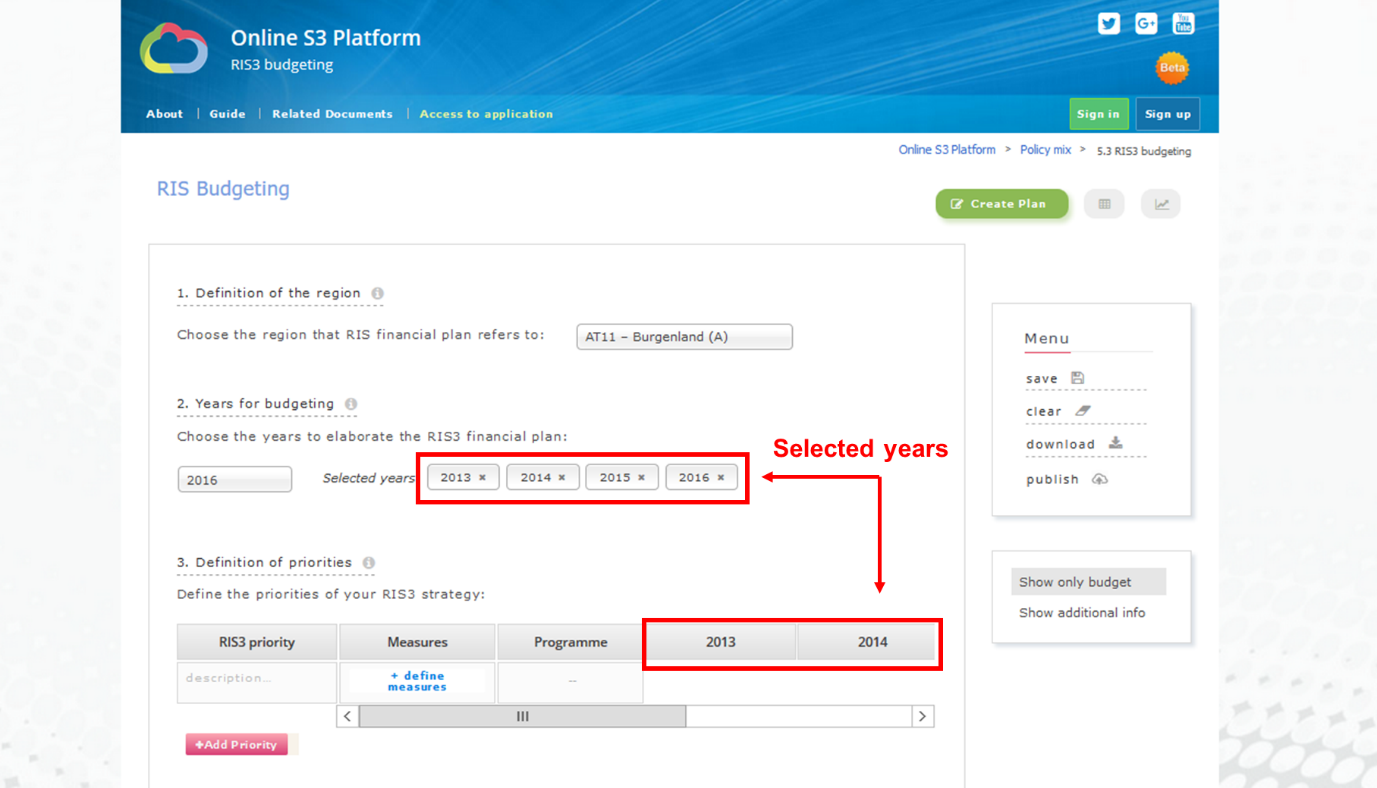 Online S3 Platform
RIS3 budgeting
You
Tube
G+
Beta
About | Guide | Related Documents | Access to application
Sign in
Sign up
Online S3 Platform > Policy mix > 5.3 RIS3 budgeting
RIS Budgeting
Create Plan
1. Definition of the region
Choose the region that RIS financial plan refers to:
AT11 – Burgenland (A)
2. Years for budgeting
Choose the years to elaborate the RIS3 financial plan:
2016
Selected years
2013 × 2014 × 2015 × 2016 ×
Selected years
3. Definition of priorities
Define the priorities of your RIS3 strategy:
RIS3 priority Measures Programme 2013 2014
description...
+ define
measures
--
+Add Priority
Menu
save
clear
download
publish
Show only budget
Show additional info